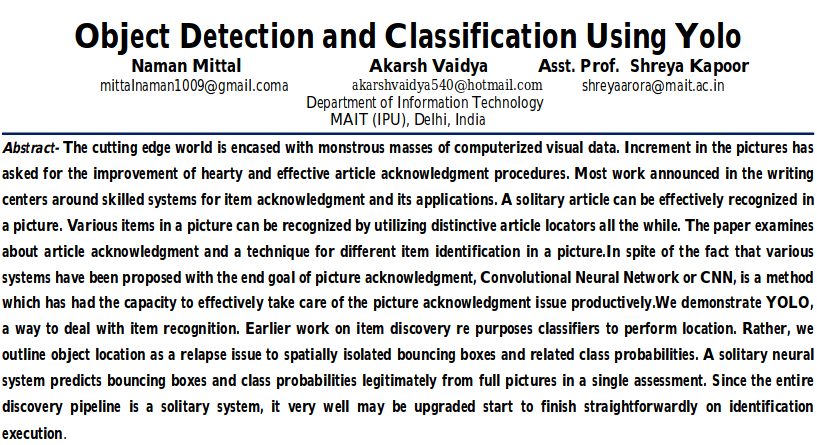 Object Detection and Classification Using Yolo
Naman Mittal Akarsh Vaidya Asst. Prof. Shreya Kapoor
mittalnaman1009@gmail.coma akarshvaidya540@hotmail.com shreyaarora@mait.ac.in
Department of Information Technology
MAIT (IPU), Delhi, India
Abstract- The cutting edge world is encased with monstrous masses of computerized visual data. Increment in the pictures has
asked for the improvement of hearty and effective article acknowledgment procedures. Most work announced in the writing
centers around skilled systems for item acknowledgment and its applications. A solitary article can be effectively recognized in
a picture. Various items in a picture can be recognized by utilizing distinctive article locators all the while. The paper examines
about article acknowledgment and a technique for different item identification in a picture.In spite of the fact that various
systems have been proposed with the end goal of picture acknowledgment, Convolutional Neural Network or CNN, is a method
which has had the capacity to effectively take care of the picture acknowledgment issue productively.We demonstrate YOLO,
a way to deal with item recognition. Earlier work on item discovery re purposes classifiers to perform location. Rather, we
outline object location as a relapse issue to spatially isolated bouncing boxes and related class probabilities. A solitary neural
system predicts bouncing boxes and class probabilities legitimately from full pictures in a single assessment. Since the entire
discovery pipeline is a solitary system, it very well may be upgraded start to finish straightforwardly on identification
execution.